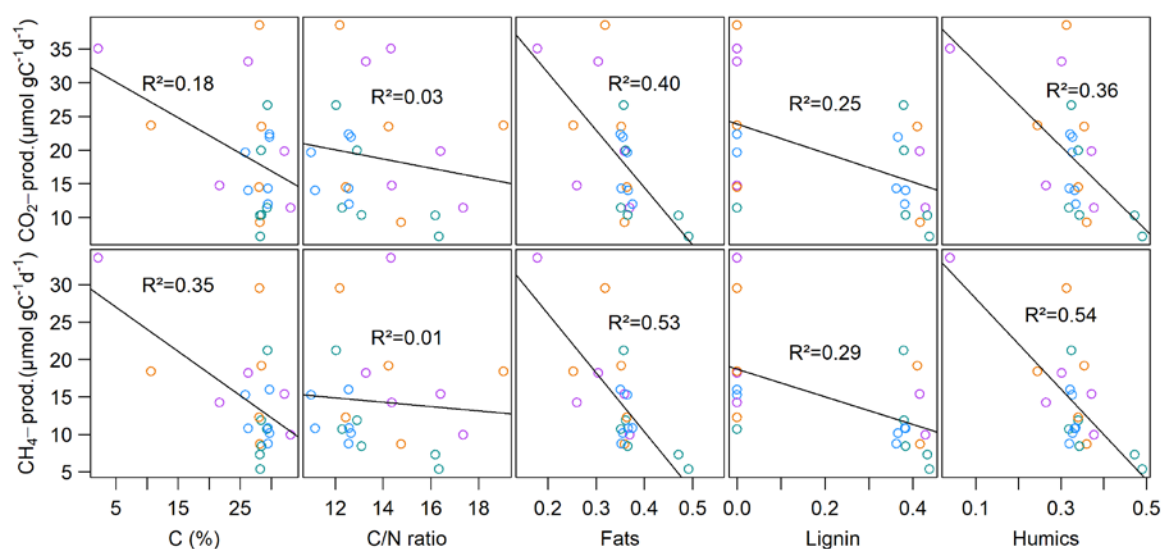 CO₂−prod.(µmol gC⁻¹d⁻¹)
35
30
25
20
15
10
R²=0.18
R²=0.03
R²=0.40
R²=0.25
R²=0.36
CH₄−prod.(µmol gC⁻¹d⁻¹)
30
25
20
15
10
5
R²=0.35
R²=0.01
R²=0.53
R²=0.29
R²=0.54
5 15 25 12 14 16 18 0.2 0.3 0.4 0.5 0.0 0.2 0.4 0.1 0.3 0.5
C (%) C/N ratio Fats Lignin Humics